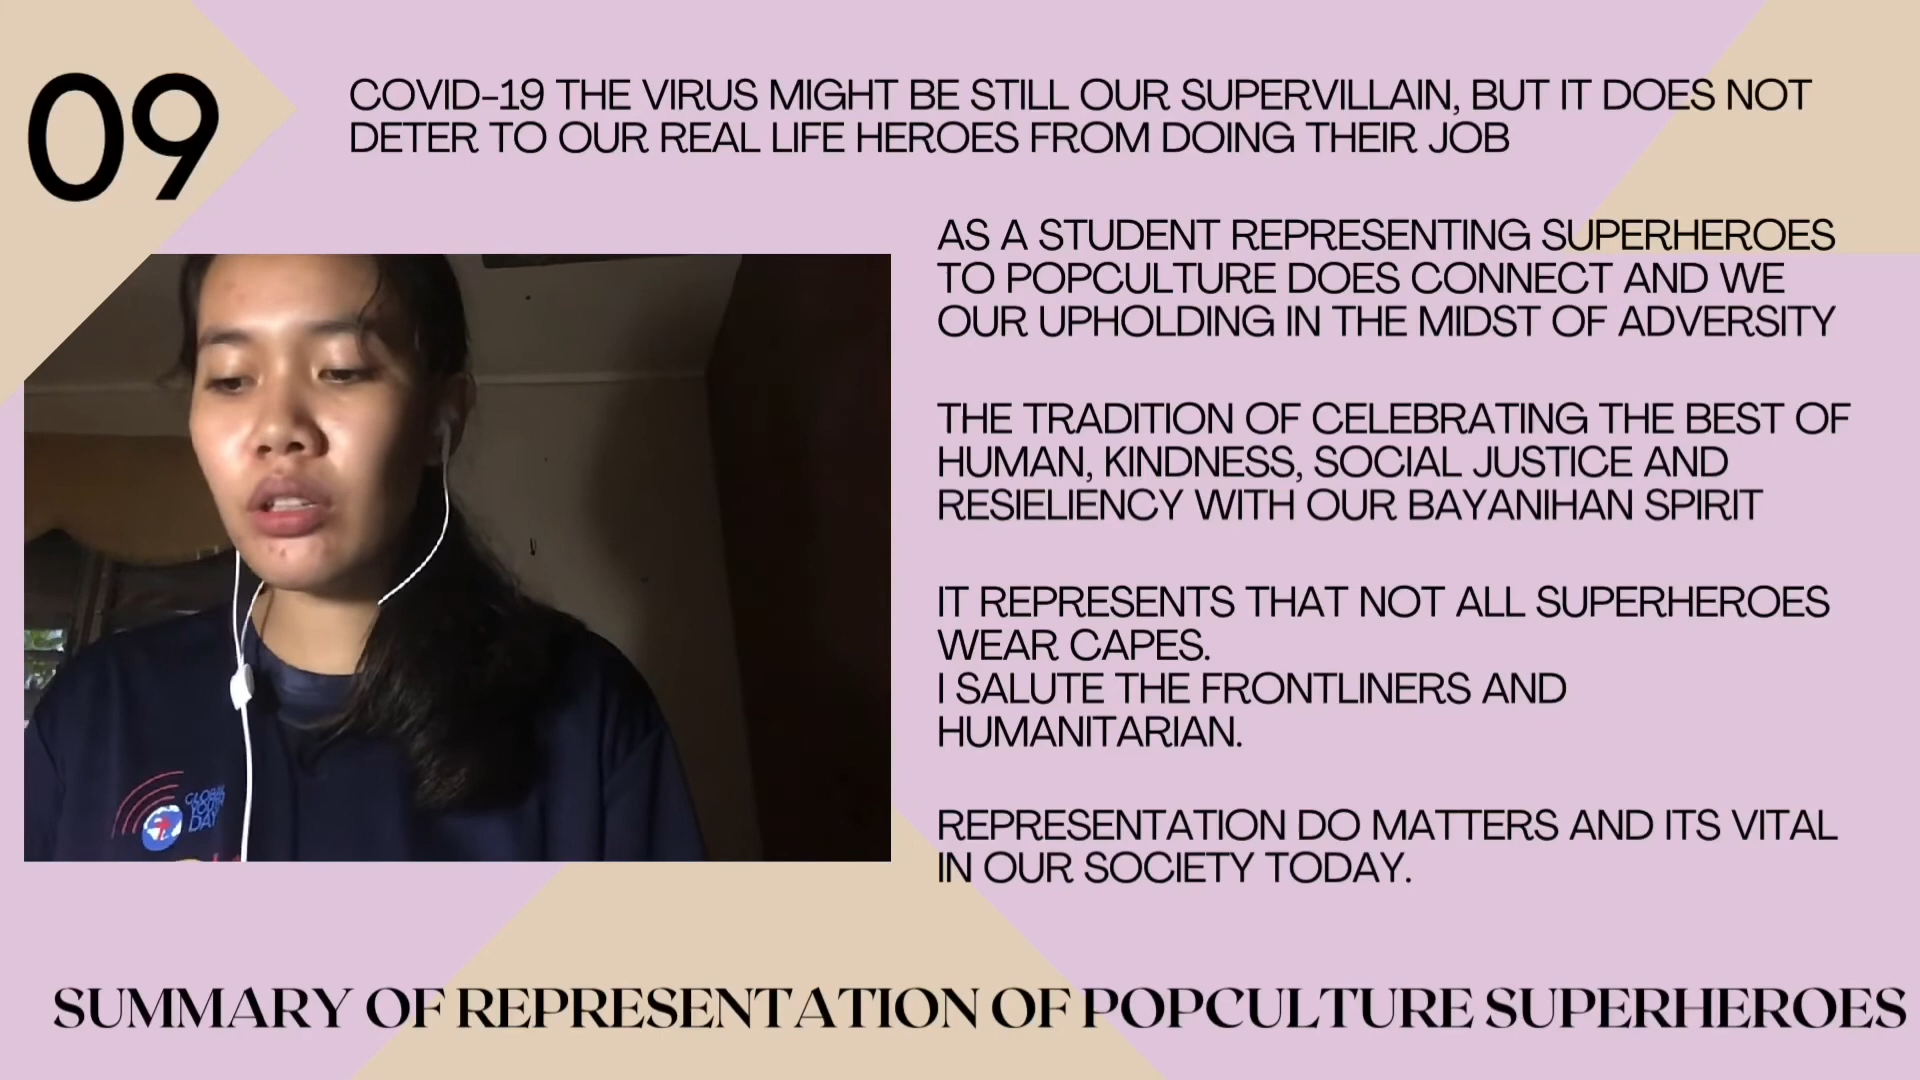 09
COVID-19 THE VIRUS MIGHT BE STILL OUR SUPERVILLAIN, BUT IT DOES NOT
DETER TO OUR REAL LIFE HEROES FROM DOING THEIR JOB
AS A STUDENT REPRESENTING SUPERHEROES
TO POPCULTURE DOES CONNECT AND WE
OUR UPHOLDING IN THE MIDST OF ADVERSITY
THE TRADITION OF CELEBRATING THE BEST OF
HUMAN, KINDNESS, SOCIAL JUSTICE AND
RESIELIENCY WITH OUR BAYANIHAN SPIRIT
IT REPRESENTS THAT NOT ALL SUPERHEROES
WEAR CAPES.
I SALUTE THE FRONTLINERS AND
HUMANITARIAN.
REPRESENTATION DO MATTERS AND ITS VITAL
IN OUR SOCIETY TODAY.
GLOBAL
YOUTH
DAY
SUMMARY OF REPRESENTATION OF POPCULTURE SUPERHEROES